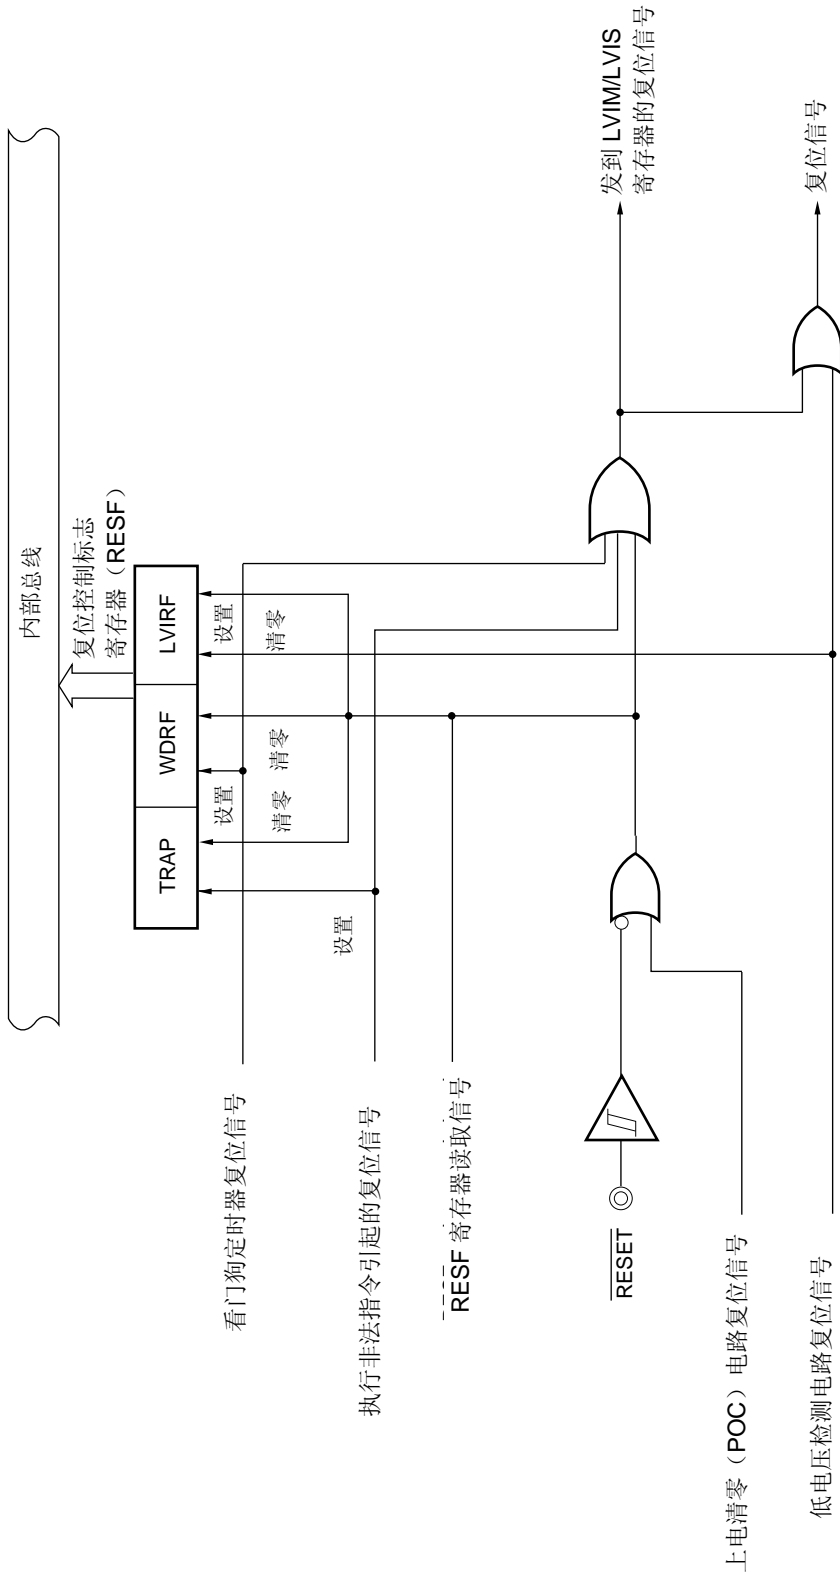 内部总线
复位控制标志
寄存器（RESF）
TRAP
WDRF
LVIRF
设置
清零
设置
清零
清零
设置
看门狗定时器复位信号
执行非法指令引起的复位信号
RESF 寄存器读取信号
RESET
上电清零（POC）电路复位信号
低电压检测电路复位信号
发到 LVIM/LVIS
寄存器的复位信号
复位信号